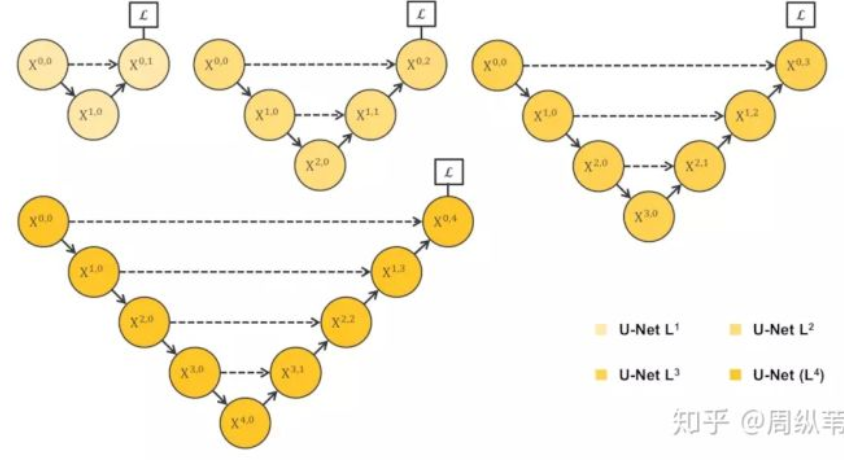 ℒ ℒ ℒ
X⁰,⁰ X⁰,¹ X⁰,⁰ X⁰,² X⁰,⁰ X⁰,³
X¹,⁰ X¹,⁰ X¹,¹ X¹,⁰ X¹,²
X²,⁰ X²,⁰ X²,¹
ℒ
X³,⁰
X⁰,⁰ X⁰,⁴
X¹,⁰ X¹,³
X²,⁰ X²,²
U-Net L¹ U-Net L²
X³,⁰ X³,¹
U-Net L³ U-Net (L⁴)
X⁴,⁰
知乎 @周纵苇